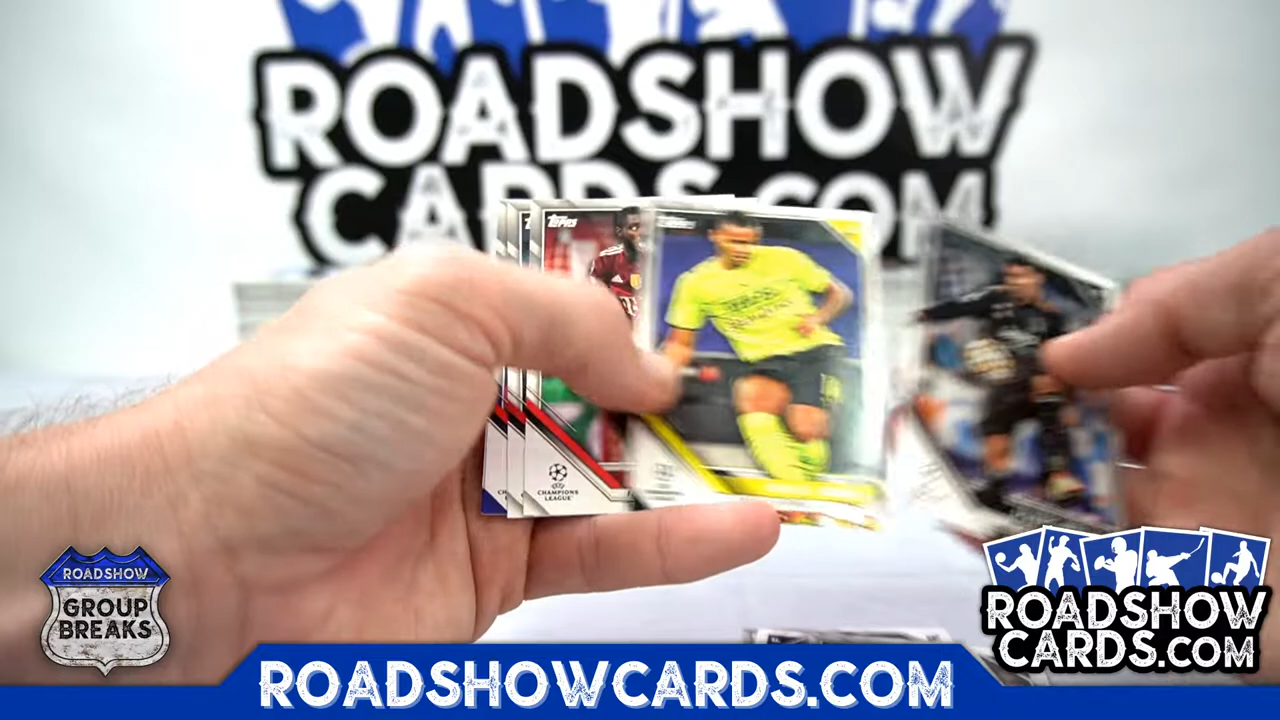 ROADSHOW
CARDS.COM
TOPPS
CHAMPIONS
LEAGUE
ROADSHOW
GROUP
BREAKS
ROADSHOW
CARDS.COM
ROADSHOWCARDS.COM